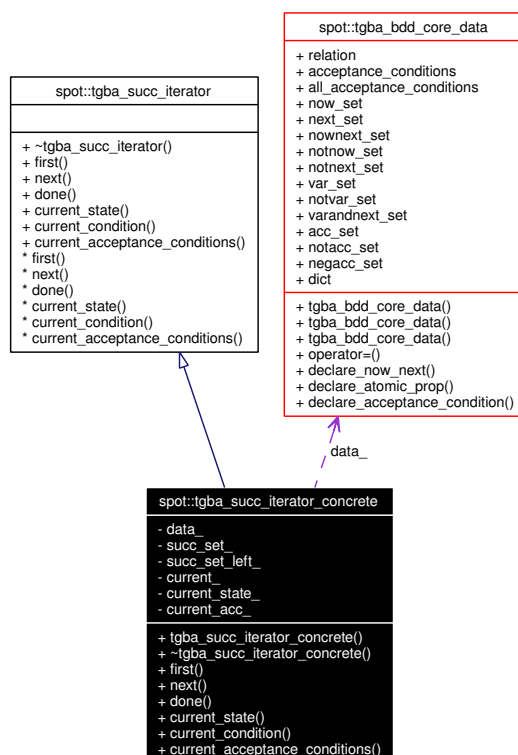 spot::tgba_bdd_core_data
+ relation
+ acceptance_conditions
+ all_acceptance_conditions
+ now_set
+ next_set
+ nownext_set
+ notnow_set
+ notnext_set
+ var_set
+ notvar_set
+ varandnext_set
+ acc_set
+ notacc_set
+ negacc_set
+ dict
+ tgba_bdd_core_data()
+ tgba_bdd_core_data()
+ tgba_bdd_core_data()
+ operator=()
+ declare_now_next()
+ declare_atomic_prop()
+ declare_acceptance_condition()
spot::tgba_succ_iterator
+ ~tgba_succ_iterator()
+ first()
+ next()
+ done()
+ current_state()
+ current_condition()
+ current_acceptance_conditions()
* first()
* next()
* done()
* current_state()
* current_condition()
* current_acceptance_conditions()
data_
spot::tgba_succ_iterator_concrete
- data_
- succ_set_
- succ_set_left_
- current_
- current_state_
- current_acc_
+ tgba_succ_iterator_concrete()
+ ~tgba_succ_iterator_concrete()
+ first()
+ next()
+ done()
+ current_state()
+ current_condition()
+ current_acceptance_conditions()